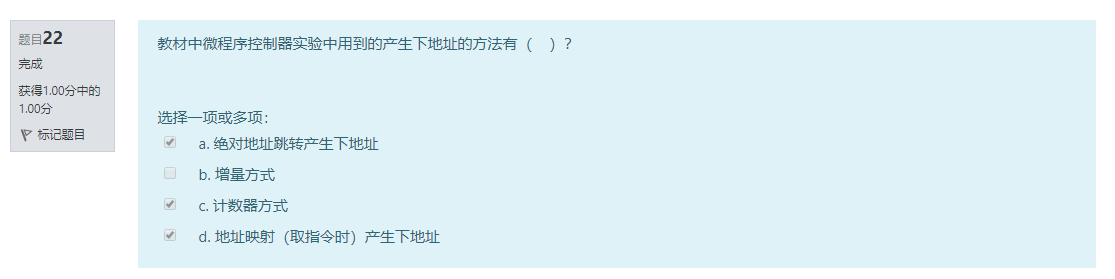 题目22
完成
获得1.00分中的
1.00分
标记题目
教材中微程序控制器实验中用到的产生下地址的方法有（ ）？
选择一项或多项：
a. 绝对地址跳转产生下地址
b. 增量方式
c. 计数器方式
d. 地址映射（取指令时）产生下地址